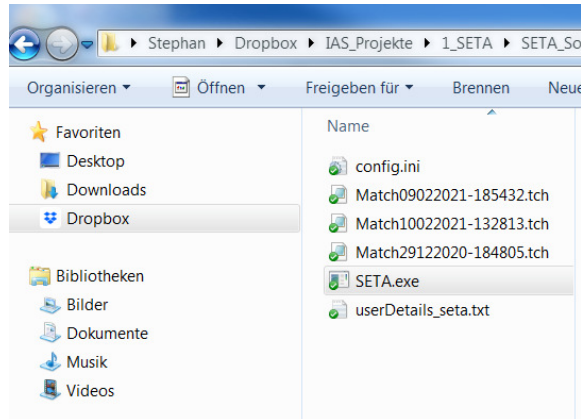 Stephan Dropbox IAS_Projekte 1_SETA SETA_So
Organisieren Öffnen Freigeben für Brennen Neue
Favoriten
Desktop
Downloads
Dropbox
Bibliotheken
Bilder
Dokumente
Musik
Videos
Name
config.ini
Match09022021-185432.tch
Match10022021-132813.tch
Match29122020-184805.tch
SETA.exe
userDetails_seta.txt